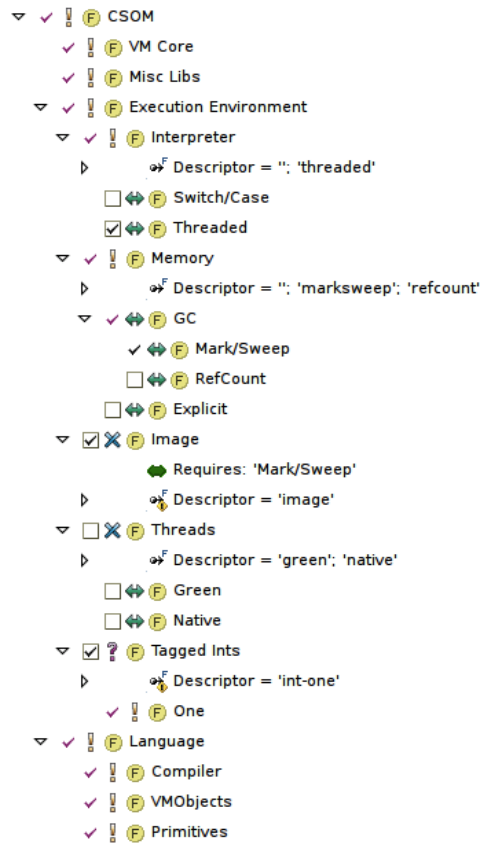 CSOM
VM Core
Misc Libs
Execution Environment
Interpreter
Descriptor = ''; 'threaded'
Switch/Case
Threaded
Memory
Descriptor = ''; 'marksweep'; 'refcount'
GC
Mark/Sweep
RefCount
Explicit
Image
Requires: 'Mark/Sweep'
Descriptor = 'image'
Threads
Descriptor = 'green'; 'native'
Green
Native
Tagged Ints
Descriptor = 'int-one'
One
Language
Compiler
VMObjects
Primitives